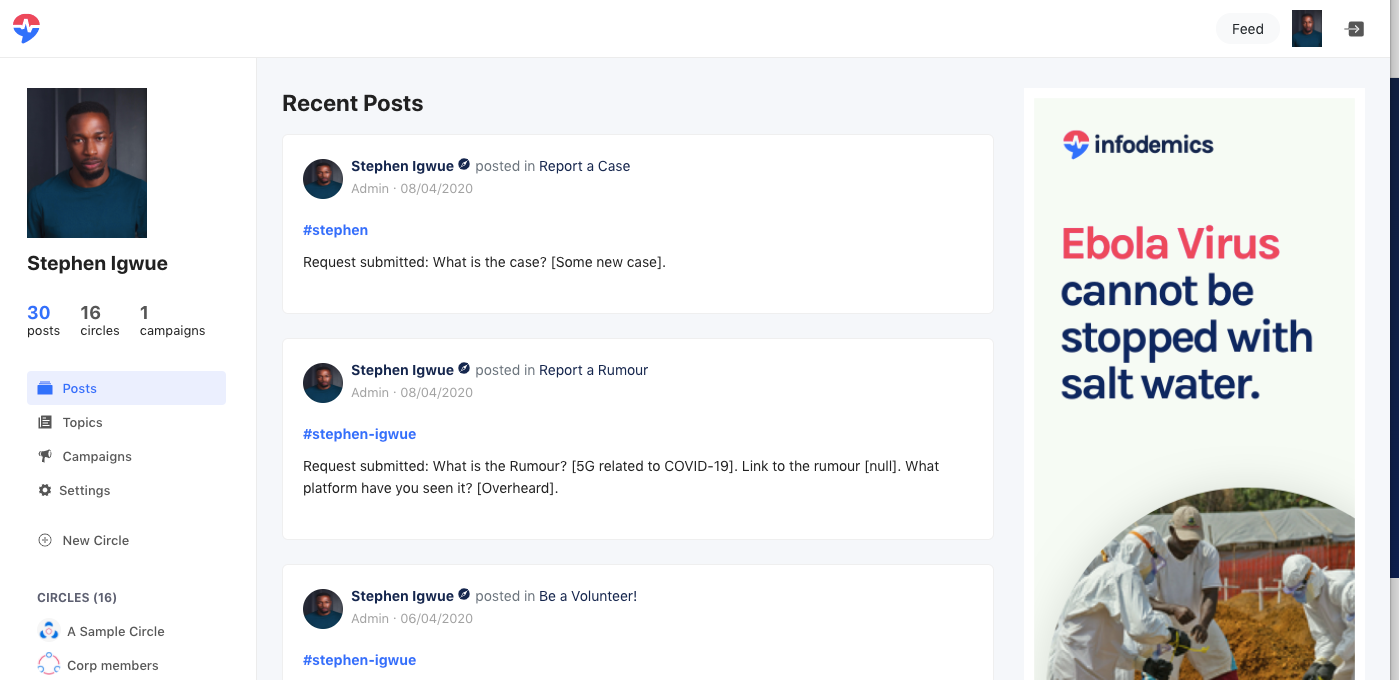 Feed
Stephen Igwue
30 16 1
posts circles campaigns
Posts
Topics
Campaigns
Settings
New Circle
CIRCLES (16)
A Sample Circle
Corp members
Recent Posts
Stephen Igwue posted in Report a Case
Admin · 08/04/2020
#stephen
Request submitted: What is the case? [Some new case].
Stephen Igwue posted in Report a Rumour
Admin · 08/04/2020
#stephen-igwue
Request submitted: What is the Rumour? [5G related to COVID-19]. Link to the rumour [null]. What
platform have you seen it? [Overheard].
Stephen Igwue posted in Be a Volunteer!
Admin · 06/04/2020
#stephen-igwue
infodemics
Ebola Virus
cannot be
stopped with
salt water.